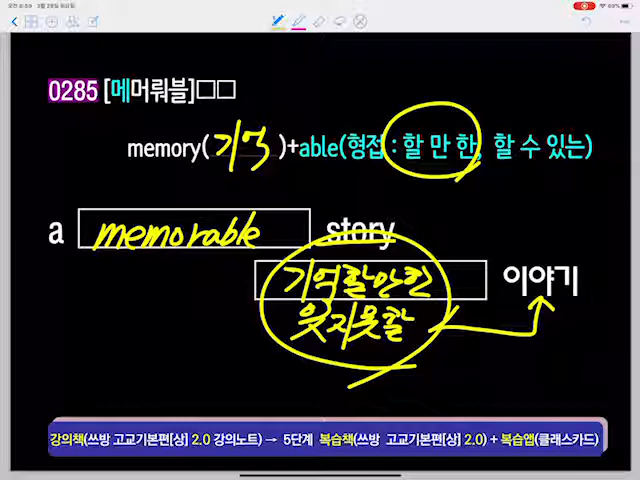 0285 [메머뤄블]□□
memory( 기억 )+able(형접 : 할 만 한, 할 수 있는)
a memorable story
기억할만한 이야기
잊지못할
강의책(쓰방 고교기본편[상] 2.0 강의노트) → 5단계 복습책(쓰방 고교기본편[상] 2.0) + 복습앱(클래스카드)